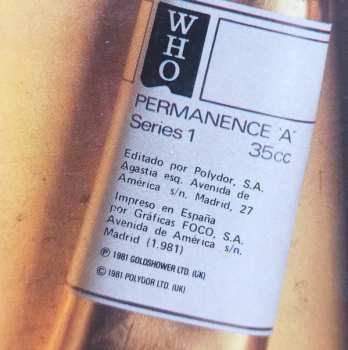 WHO
PERMANENCE 'A'
Series 1 35cc
Editado por Polydor, S.A.
Agastia esq. Avenida de
América s/n. Madrid, 27
Impreso en España
por Gráficas FOCO, S.A.
Avenida de América s/n.
Madrid (1.981)
Ⓟ 1981 GOLDSHOWER LTD. (UK)
© 1981 POLYDOR LTD. (UK)